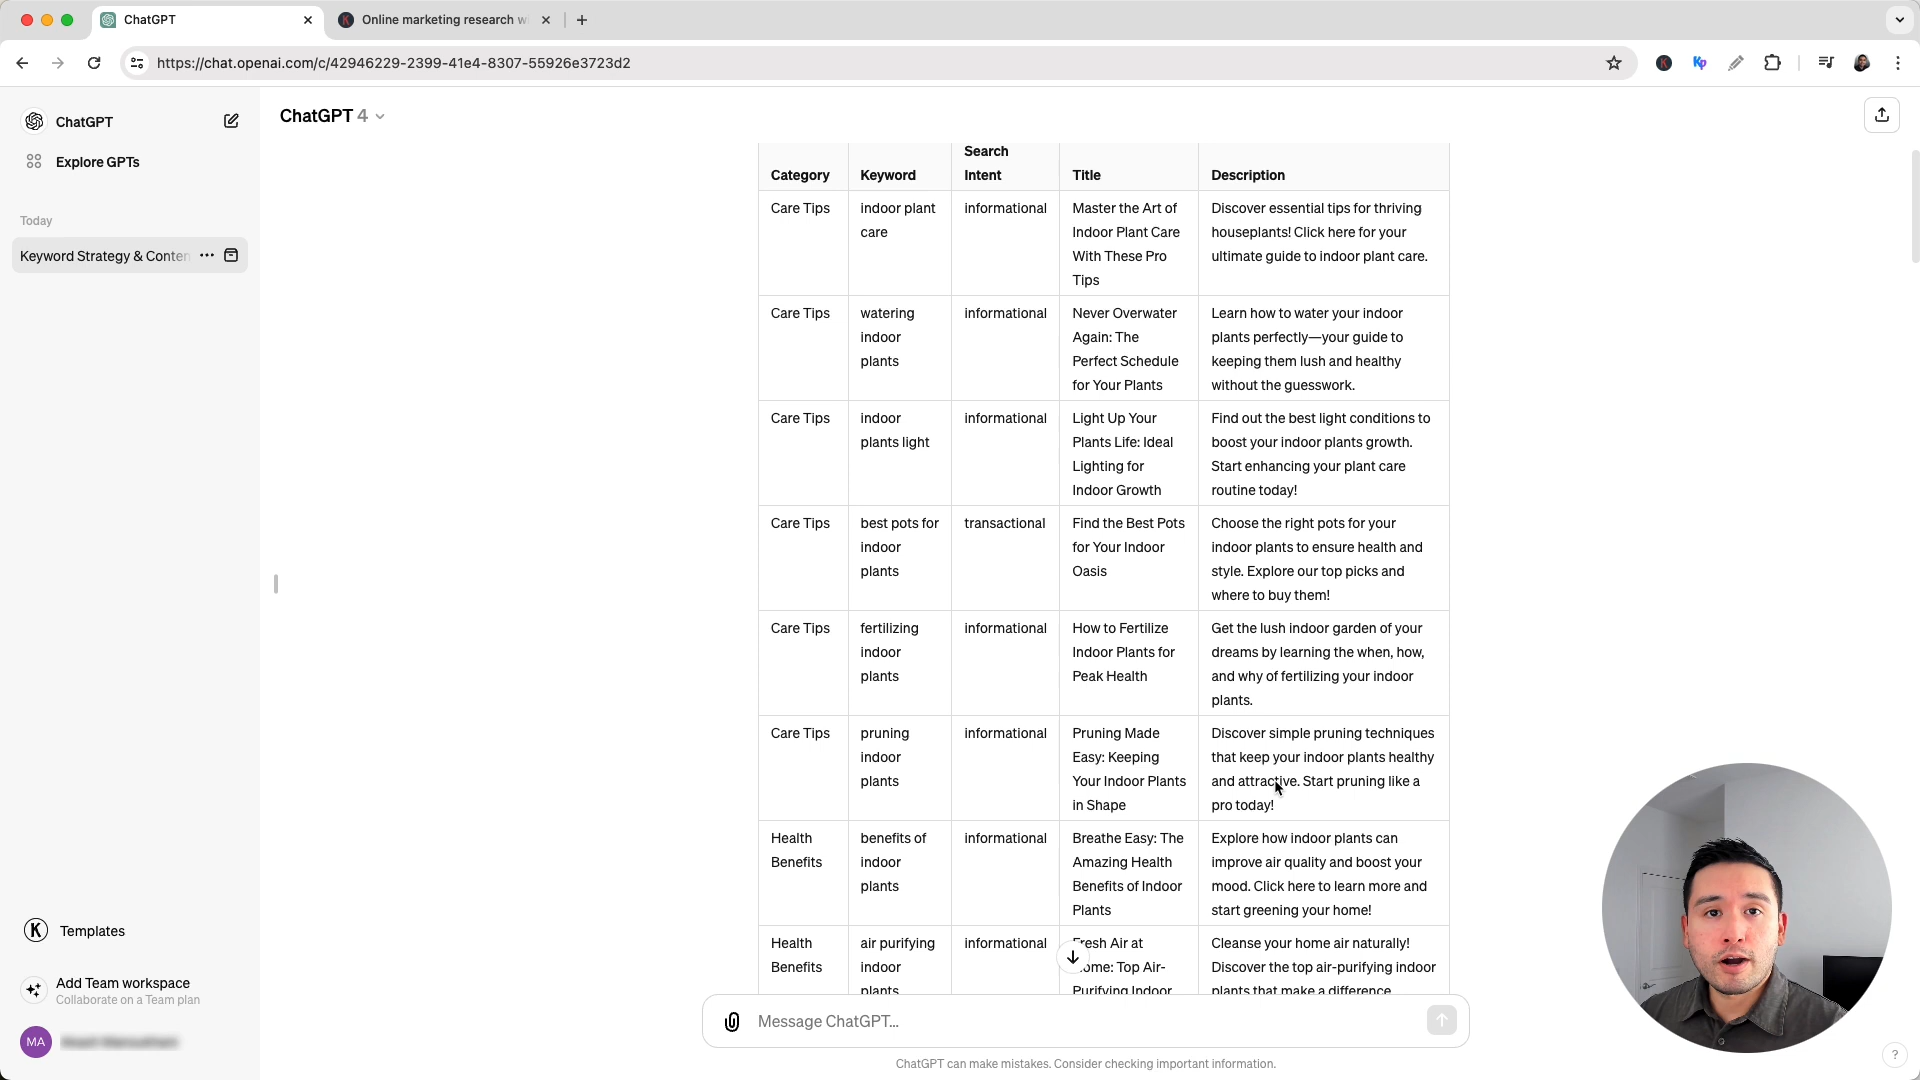 ChatGPT
Online marketing research w
https://chat.openai.com/c/42946229-2399-41e4-8307-55926e3723d2
K
Kp
ChatGPT
Explore GPTs
Today
Keyword Strategy & Conten
K Templates
Add Team workspace
Collaborate on a Team plan
MA
ChatGPT 4
Category Keyword Search Intent Title Description
Care Tips
indoor plant
care
informational
Master the Art of
Indoor Plant Care
With These Pro
Tips
Discover essential tips for thriving
houseplants! Click here for your
ultimate guide to indoor plant care.
Care Tips
watering
indoor
plants
informational
Never Overwater
Again: The
Perfect Schedule
for Your Plants
Learn how to water your indoor
plants perfectly—your guide to
keeping them lush and healthy
without the guesswork.
Care Tips
indoor
plants light
informational
Light Up Your
Plants Life: Ideal
Lighting for
Indoor Growth
Find out the best light conditions to
boost your indoor plants growth.
Start enhancing your plant care
routine today!
Care Tips
best pots for
indoor
plants
transactional
Find the Best Pots
for Your Indoor
Oasis
Choose the right pots for your
indoor plants to ensure health and
style. Explore our top picks and
where to buy them!
Care Tips
fertilizing
indoor
plants
informational
How to Fertilize
Indoor Plants for
Peak Health
Get the lush indoor garden of your
dreams by learning the when, how,
and why of fertilizing your indoor
plants.
Care Tips
pruning
indoor
plants
informational
Pruning Made
Easy: Keeping
Your Indoor Plants
in Shape
Discover simple pruning techniques
that keep your indoor plants healthy
and attractive. Start pruning like a
pro today!
Health
Benefits
benefits of
indoor
plants
informational
Breathe Easy: The
Amazing Health
Benefits of Indoor
Plants
Explore how indoor plants can
improve air quality and boost your
mood. Click here to learn more and
start greening your home!
Health
Benefits
air purifying
indoor
plants
informational
Fresh Air at
Home: Top Air-
Purifying Indoor
Cleanse your home air naturally!
Discover the top air-purifying indoor
plants that make a difference
Message ChatGPT…
ChatGPT can make mistakes. Consider checking important information.
?